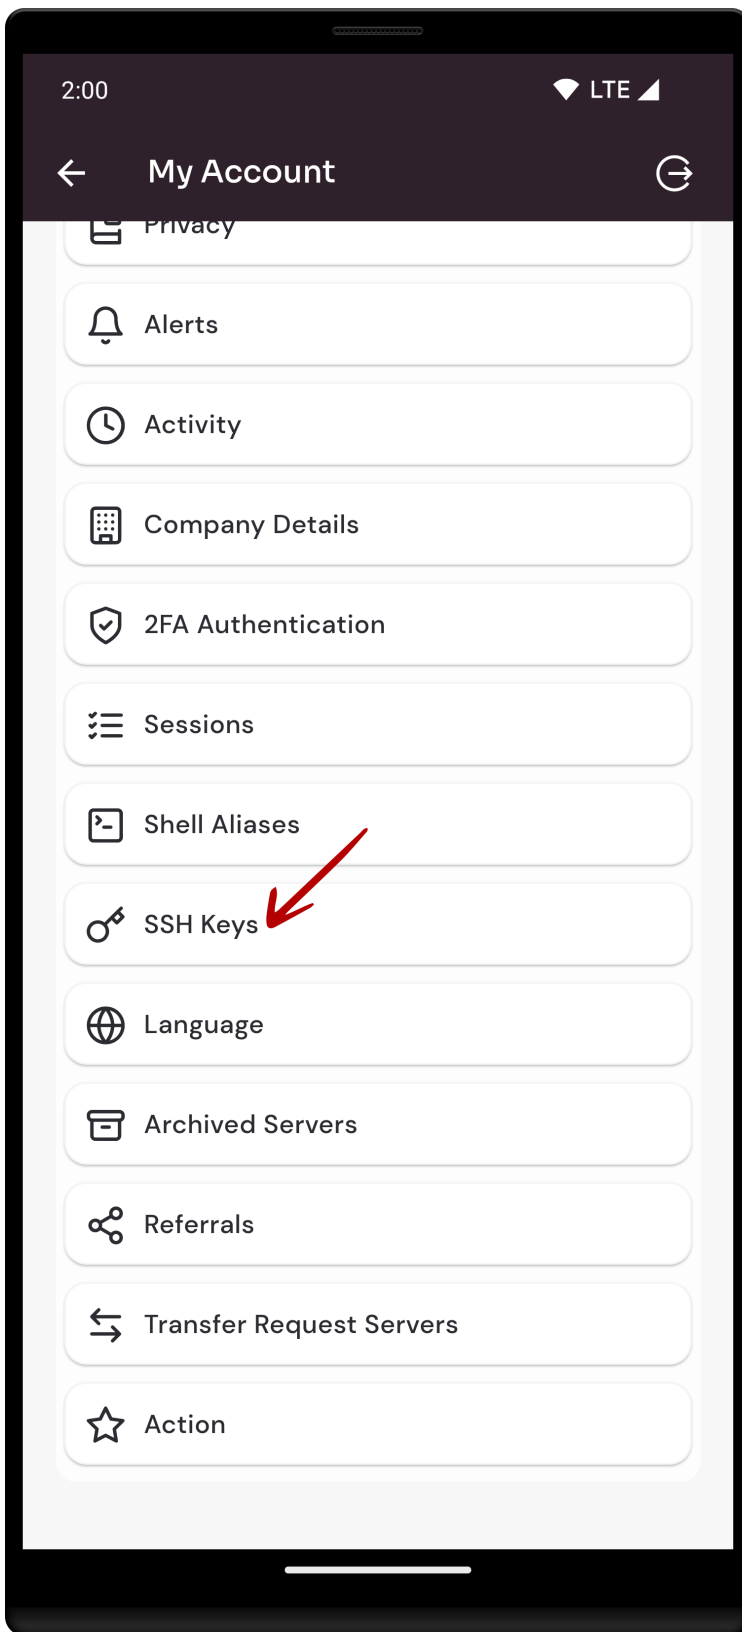 2:00 LTE
My Account
Privacy
Alerts
Activity
Company Details
2FA Authentication
Sessions
Shell Aliases
SSH Keys
Language
Archived Servers
Referrals
Transfer Request Servers
Action